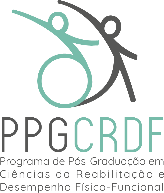 PPGCRDF
Programa de Pós Graduação em
Ciências da Reabilitação e
Desempenho Físico-Funcional